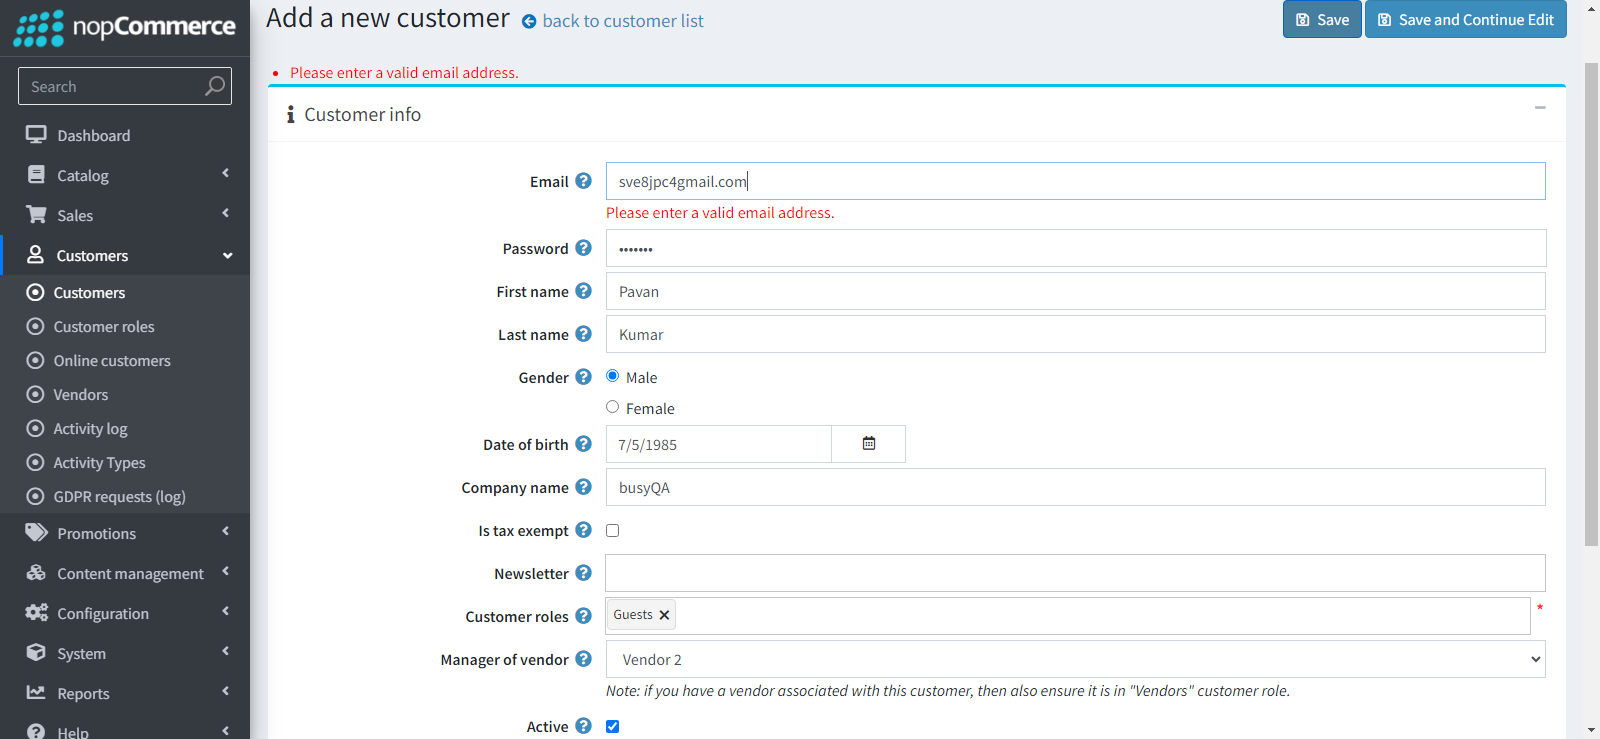 nopCommerce
Add a new customer back to customer list
Save
Save and Continue Edit
Search
Please enter a valid email address.
Dashboard
Catalog
Sales
Customers
Customers
Customer roles
Online customers
Vendors
Activity log
Activity Types
GDPR requests (log)
Promotions
Content management
Configuration
System
Reports
Help
Customer info
Email sve8jpc4gmail.com
Please enter a valid email address.
Password •••••••
First name Pavan
Last name Kumar
Gender Male
Female
Date of birth 7/5/1985
Company name busyQA
Is tax exempt
Newsletter
Customer roles Guests *
Manager of vendor Vendor 2
Note: if you have a vendor associated with this customer, then also ensure it is in "Vendors" customer role.
Active